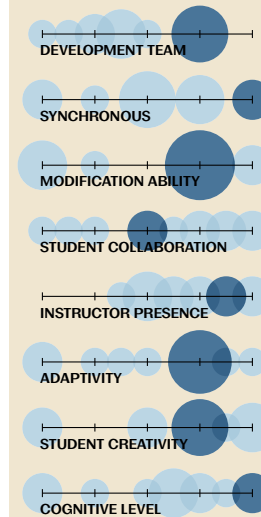 DEVELOPMENT TEAM
SYNCHRONOUS
MODIFICATION ABILITY
STUDENT COLLABORATION
INSTRUCTOR PRESENCE
ADAPTIVITY
STUDENT CREATIVITY
COGNITIVE LEVEL